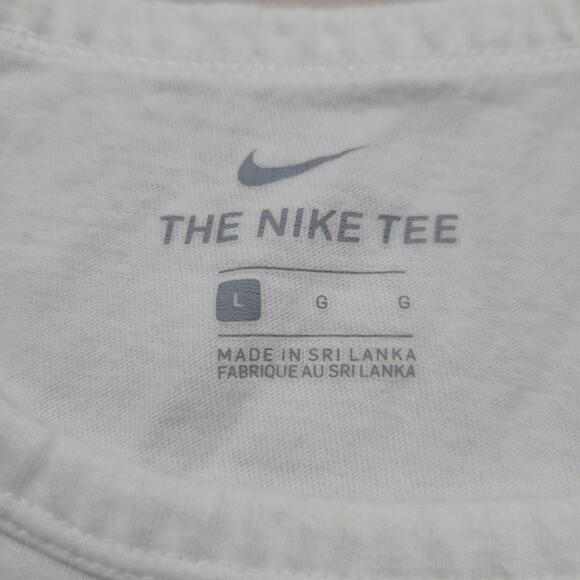 THE NIKE TEE
L G G
MADE IN SRI LANKA
FABRIQUE AU SRI LANKA